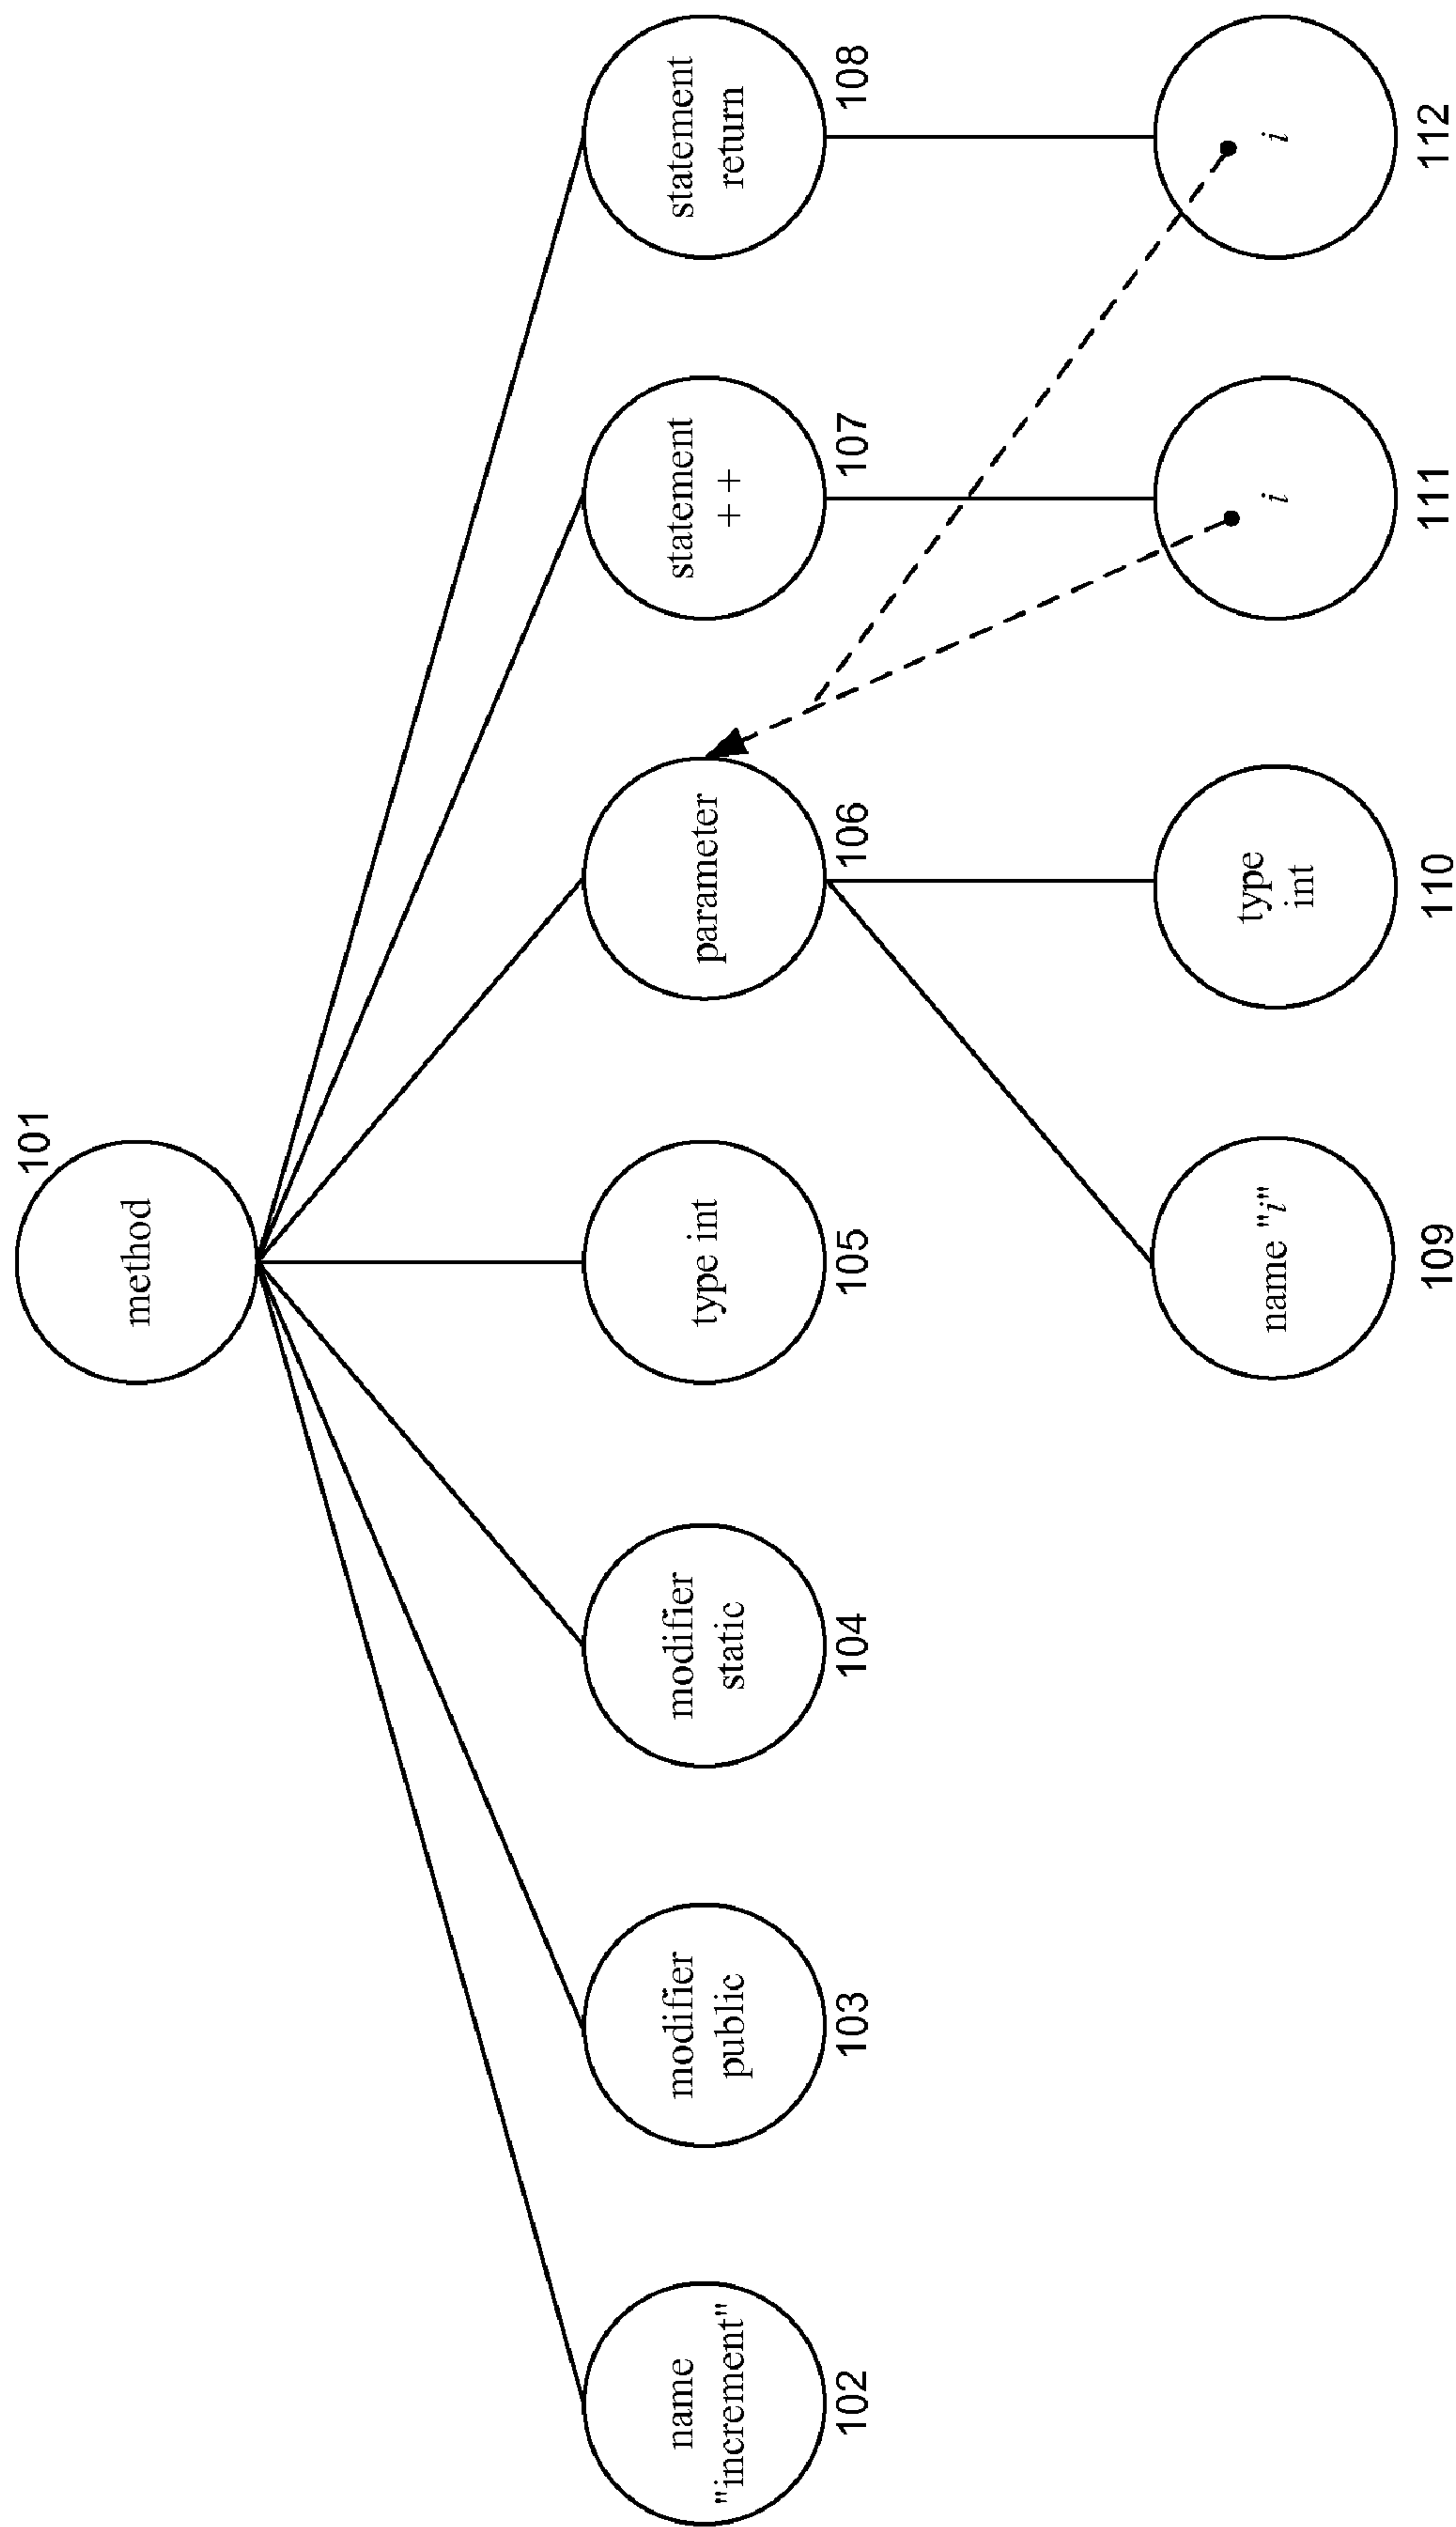 101
method
name
"increment"
102
modifier
public
103
modifier
static
104
type int
105
parameter
106
statement
++
107
statement
return
108
name "i"
109
type
int
110
i
111
i
112